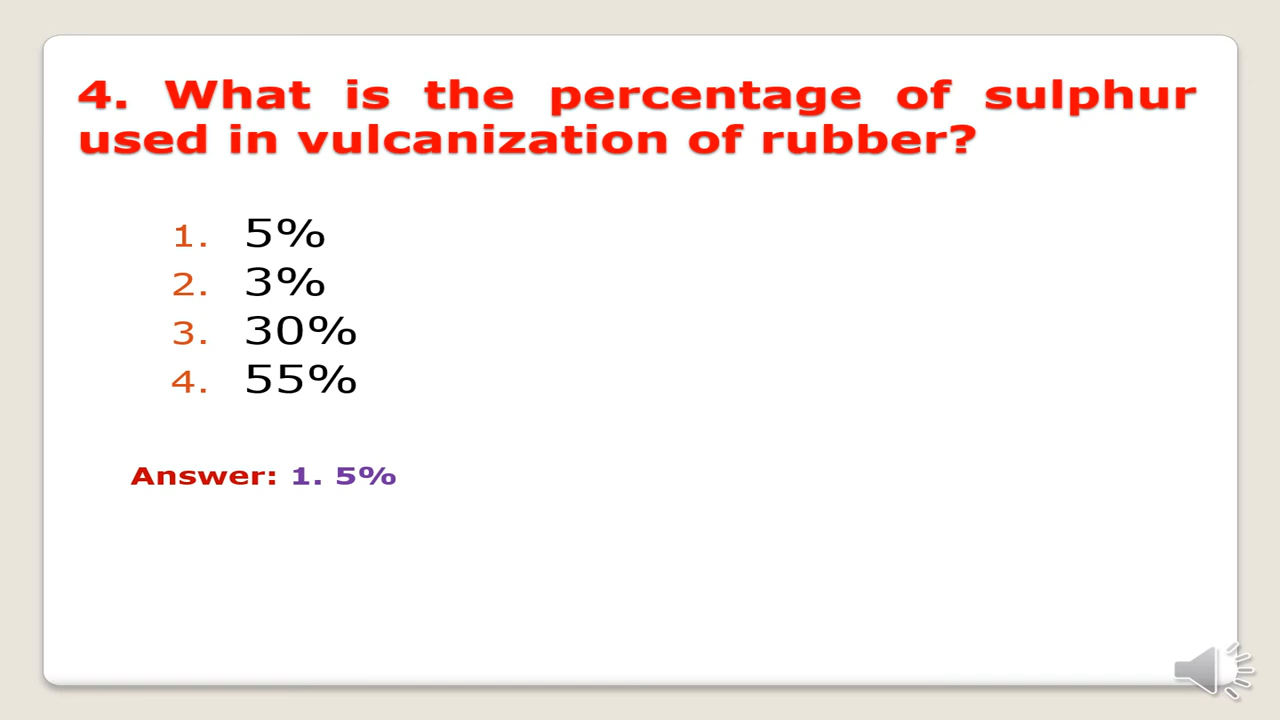 4. What is the percentage of sulphur
used in vulcanization of rubber?
1. 5%
2. 3%
3. 30%
4. 55%
Answer: 1. 5%